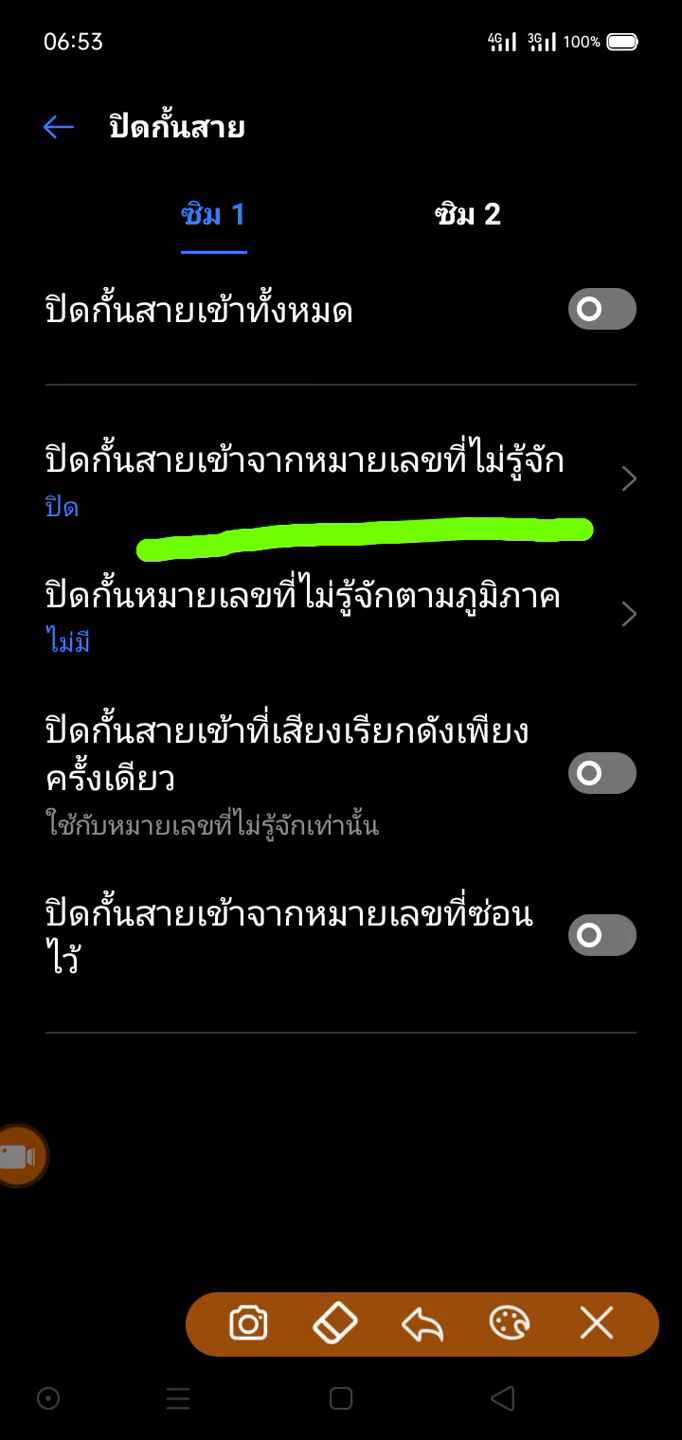 06:53
4G 3G 100%
ปิดกั้นสาย
ซิม 1 ซิม 2
ปิดกั้นสายเข้าทั้งหมด
ปิดกั้นสายเข้าจากหมายเลขที่ไม่รู้จัก
ปิด
ปิดกั้นหมายเลขที่ไม่รู้จักตามภูมิภาค
ไม่มี
ปิดกั้นสายเข้าที่เสียงเรียกดังเพียง
ครั้งเดียว
ใช้กับหมายเลขที่ไม่รู้จักเท่านั้น
ปิดกั้นสายเข้าจากหมายเลขที่ซ่อน
ไว้